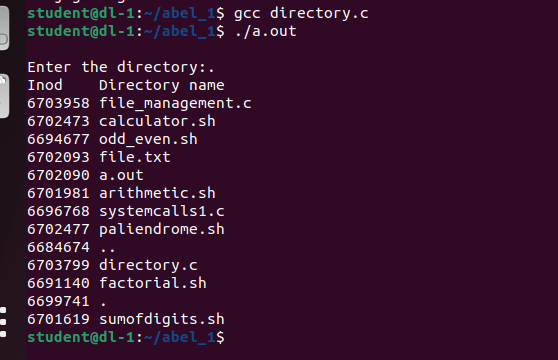 student@dl-1:~/abel_1$ gcc directory.c
student@dl-1:~/abel_1$ ./a.out

Enter the directory:.
Inod    Directory name
6703958 file_management.c
6702473 calculator.sh
6694677 odd_even.sh
6702093 file.txt
6702090 a.out
6701981 arithmetic.sh
6696768 systemcalls1.c
6702477 paliendrome.sh
6684674 ..
6703799 directory.c
6691140 factorial.sh
6699741 .
6701619 sumofdigits.sh
student@dl-1:~/abel_1$